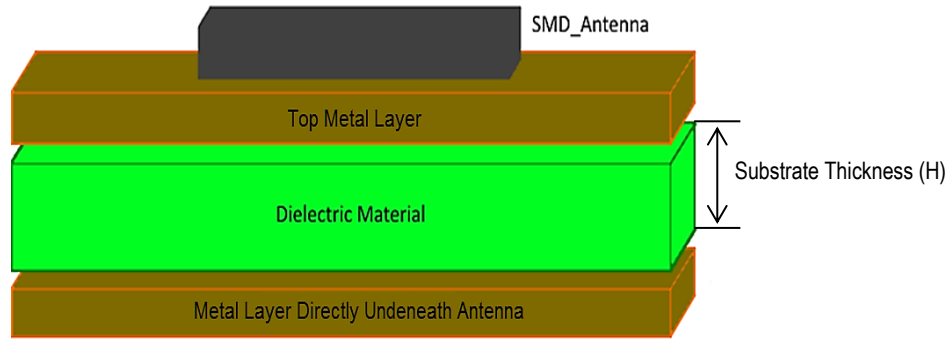 SMD_Antenna
Top Metal Layer
Substrate Thickness (H)
Dielectric Material
Metal Layer Directly Undeneath Antenna